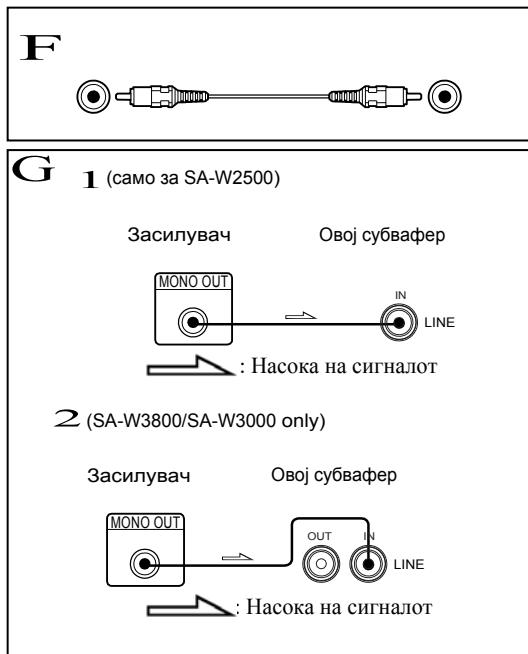 F
G 1 (само за SA-W2500)
Засилувач Овој субвафер
MONO OUT
IN
LINE
: Насока на сигналот
2 (SA-W3800/SA-W3000 only)
Засилувач Овој субвафер
MONO OUT
OUT IN
LINE
: Насока на сигналот